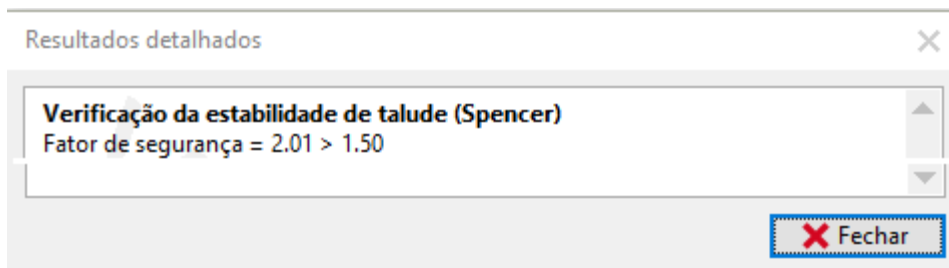 Resultados detalhados
Verificação da estabilidade de talude (Spencer)
Fator de segurança = 2.01 > 1.50
Fechar